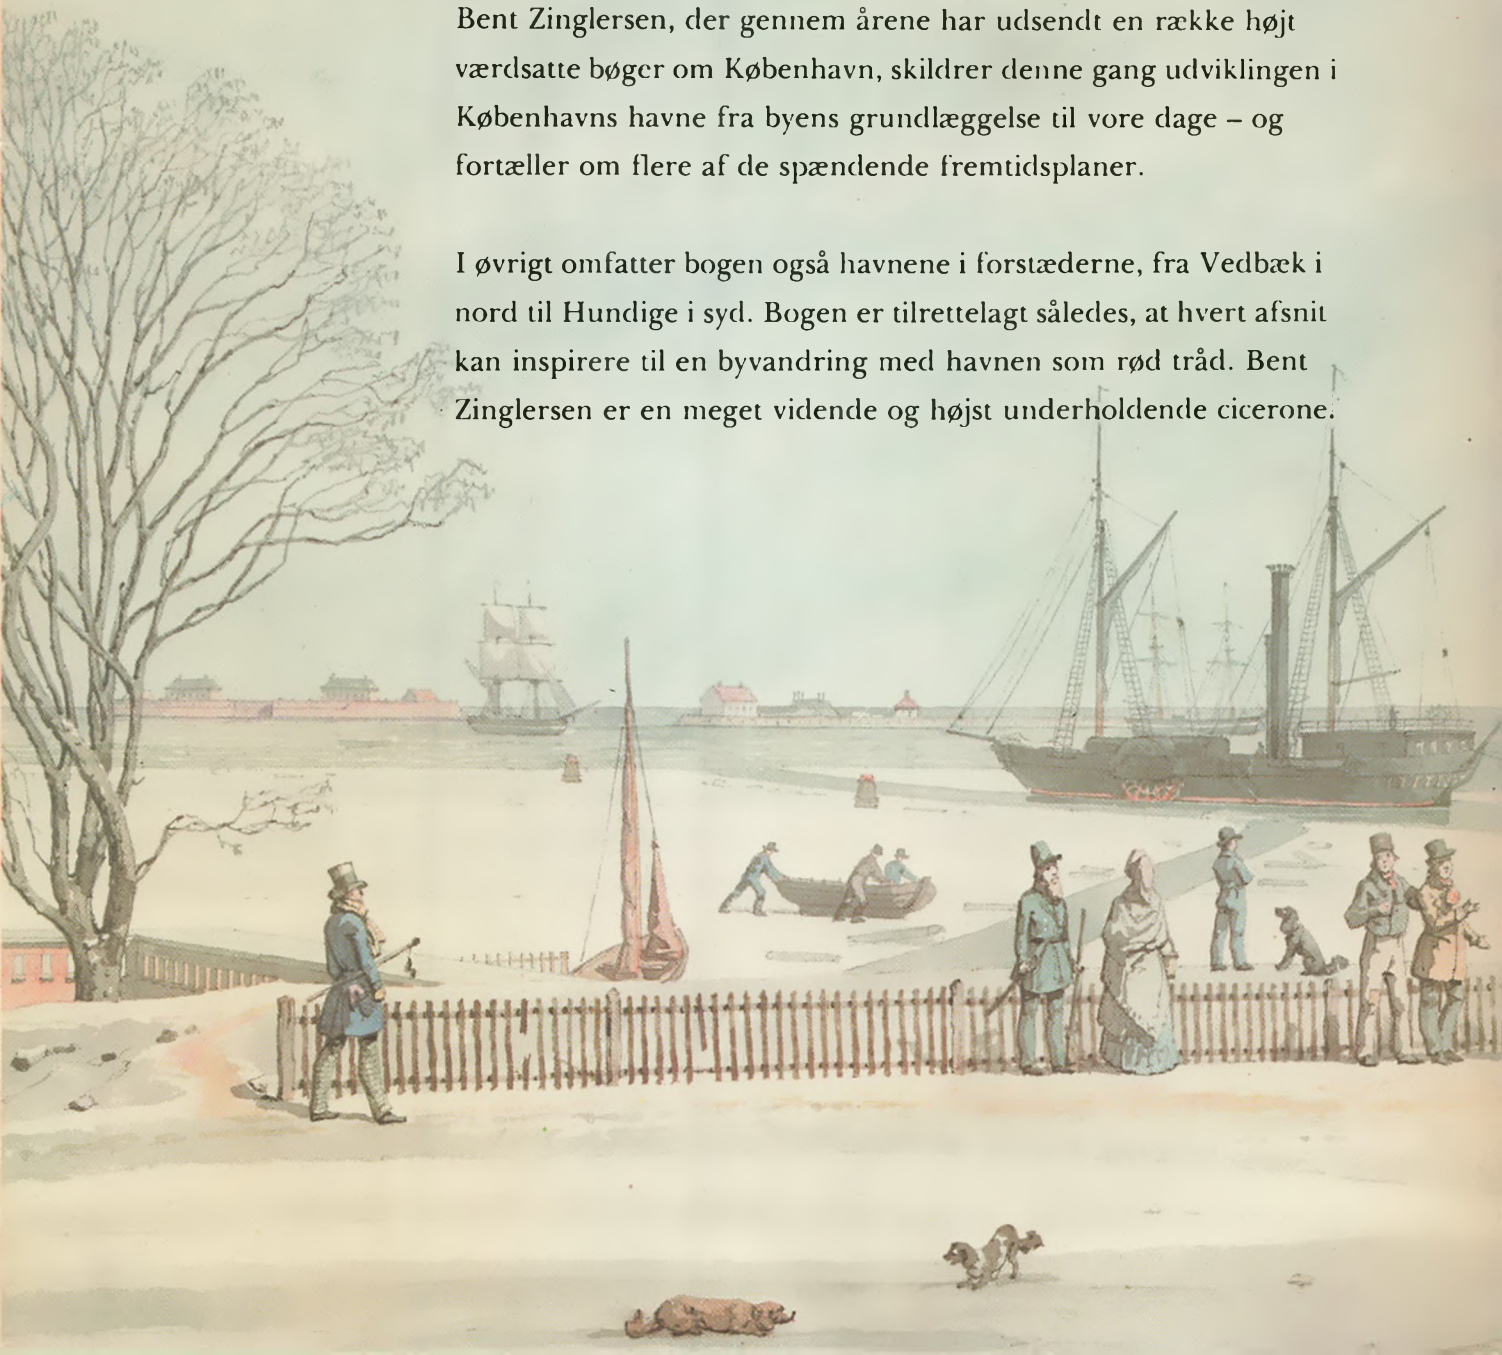 Bent Zinglersen, der gennem årene har udsendt en række højt
værdsatte bøger om København, skildrer denne gang udviklingen i
Københavns havne fra byens grundlæggelse til vore dage – og
fortæller om flere af de spændende fremtidsplaner.
I øvrigt omfatter bogen også havnene i forstæderne, fra Vedbæk i
nord til Hundige i syd. Bogen er tilrettelagt således, at hvert afsnit
kan inspirere til en byvandring med havnen som rød tråd. Bent
Zinglersen er en meget vidende og højst underholdende cicerone.